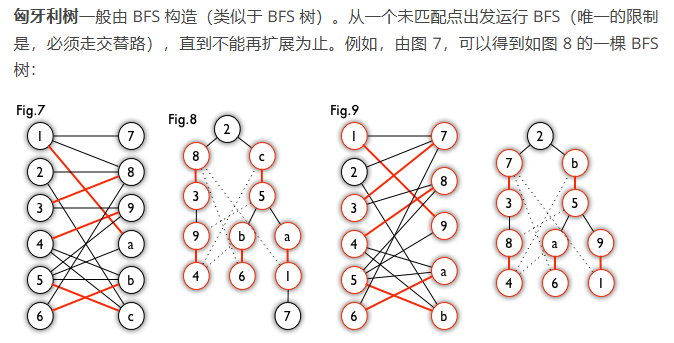 匈牙利树一般由 BFS 构造（类似于 BFS 树）。从一个未匹配点出发运行 BFS（唯一的限制
是，必须走交替路），直到不能再扩展为止。例如，由图 7，可以得到如图 8 的一棵 BFS
树：
Fig.7
1 7
2 8
3 9
4 a
5 b
6 c
Fig.8
2
8 c
3 5
9 b a
4 6 1
7
Fig.9
1 7
2 8
3 9
4 a
5 b
6
2
7 b
3 5
8 a 9
4 6 1